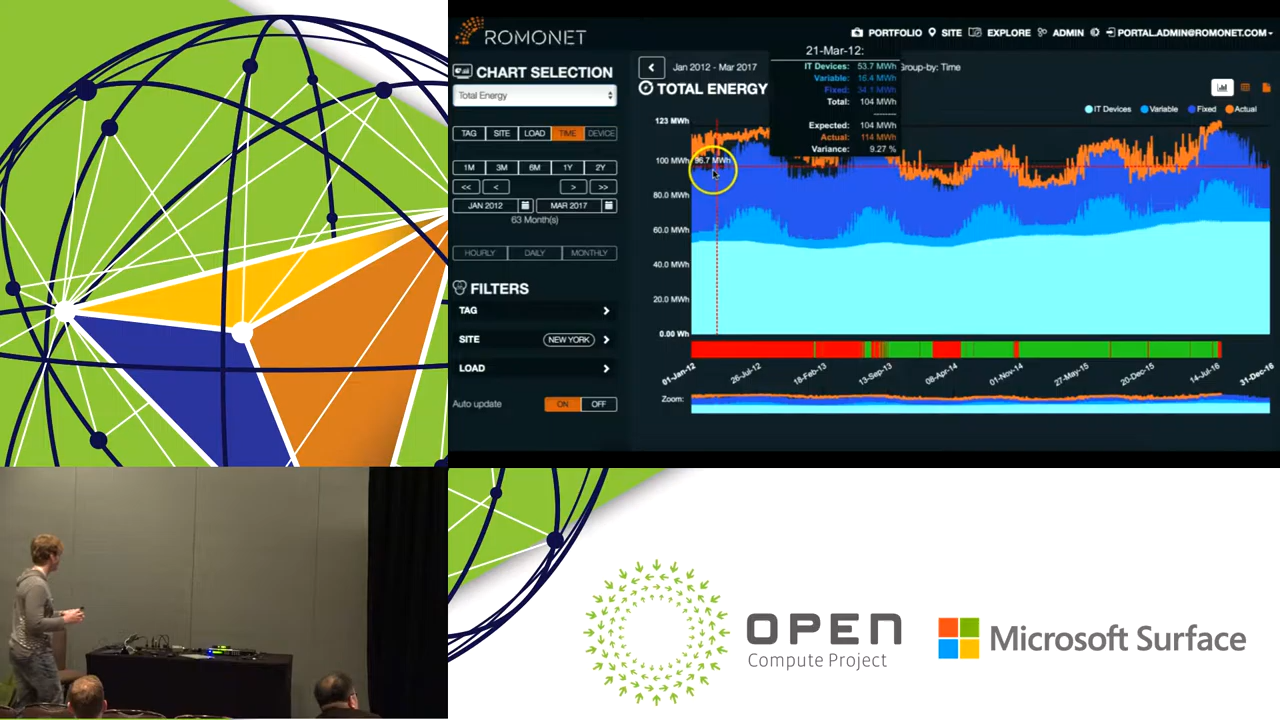 ROMONET
PORTFOLIO SITE EXPLORE ADMIN PORTAL.ADMIN@ROMONET.COM
CHART SELECTION
Total Energy
TAG SITE LOAD TIME DEVICE
1M 3M 6M 1Y 2Y
<< < > >>
JAN 2012 MAR 2017
63 Month(s)
HOURLY DAILY MONTHLY
FILTERS
TAG
SITE NEW YORK
LOAD
Auto update ON OFF
Jan 2012 - Mar 2017
Group-by: Time
TOTAL ENERGY
21-Mar-12:
IT Devices: 53.7 MWh
Variable: 16.4 MWh
Fixed: 34.1 MWh
Total: 104 MWh
Expected: 104 MWh
Actual: 114 MWh
Variance: 9.27 %
IT Devices Variable Fixed Actual
123 MWh
100 MWh
96.7 MWh
80.0 MWh
60.0 MWh
40.0 MWh
20.0 MWh
0.00 Wh
01-Jan-12 26-Jul-12 18-Feb-13 13-Sep-13 08-Apr-14 01-Nov-14 27-May-15 20-Dec-15 14-Jul-16 31-Dec-16
Zoom:
OPEN
Compute Project
Microsoft Surface